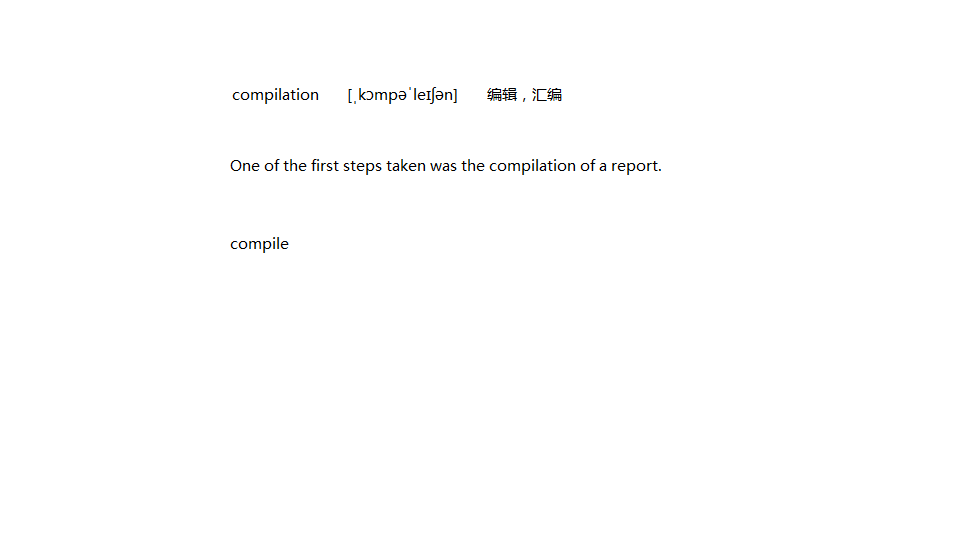 compilation [ˌkɔmpəˈleɪʃən] 编辑，汇编
One of the first steps taken was the compilation of a report.
compile